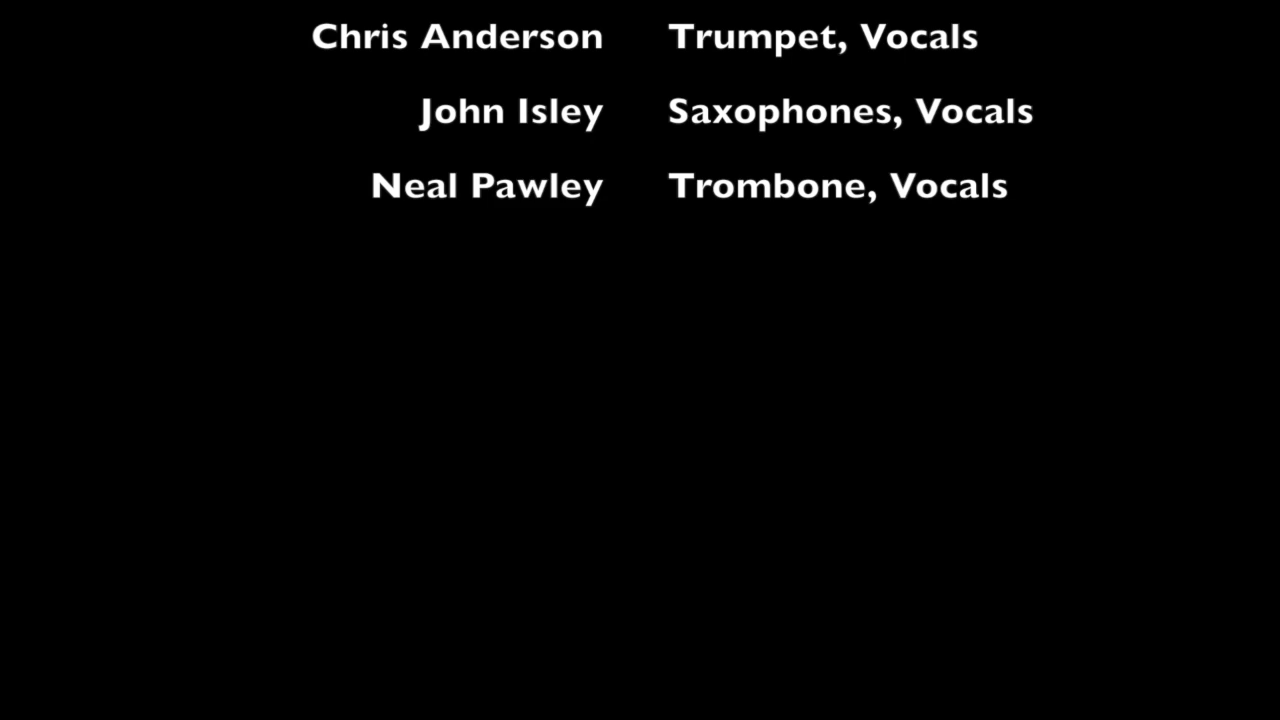 Chris Anderson Trumpet, Vocals
John Isley Saxophones, Vocals
Neal Pawley Trombone, Vocals